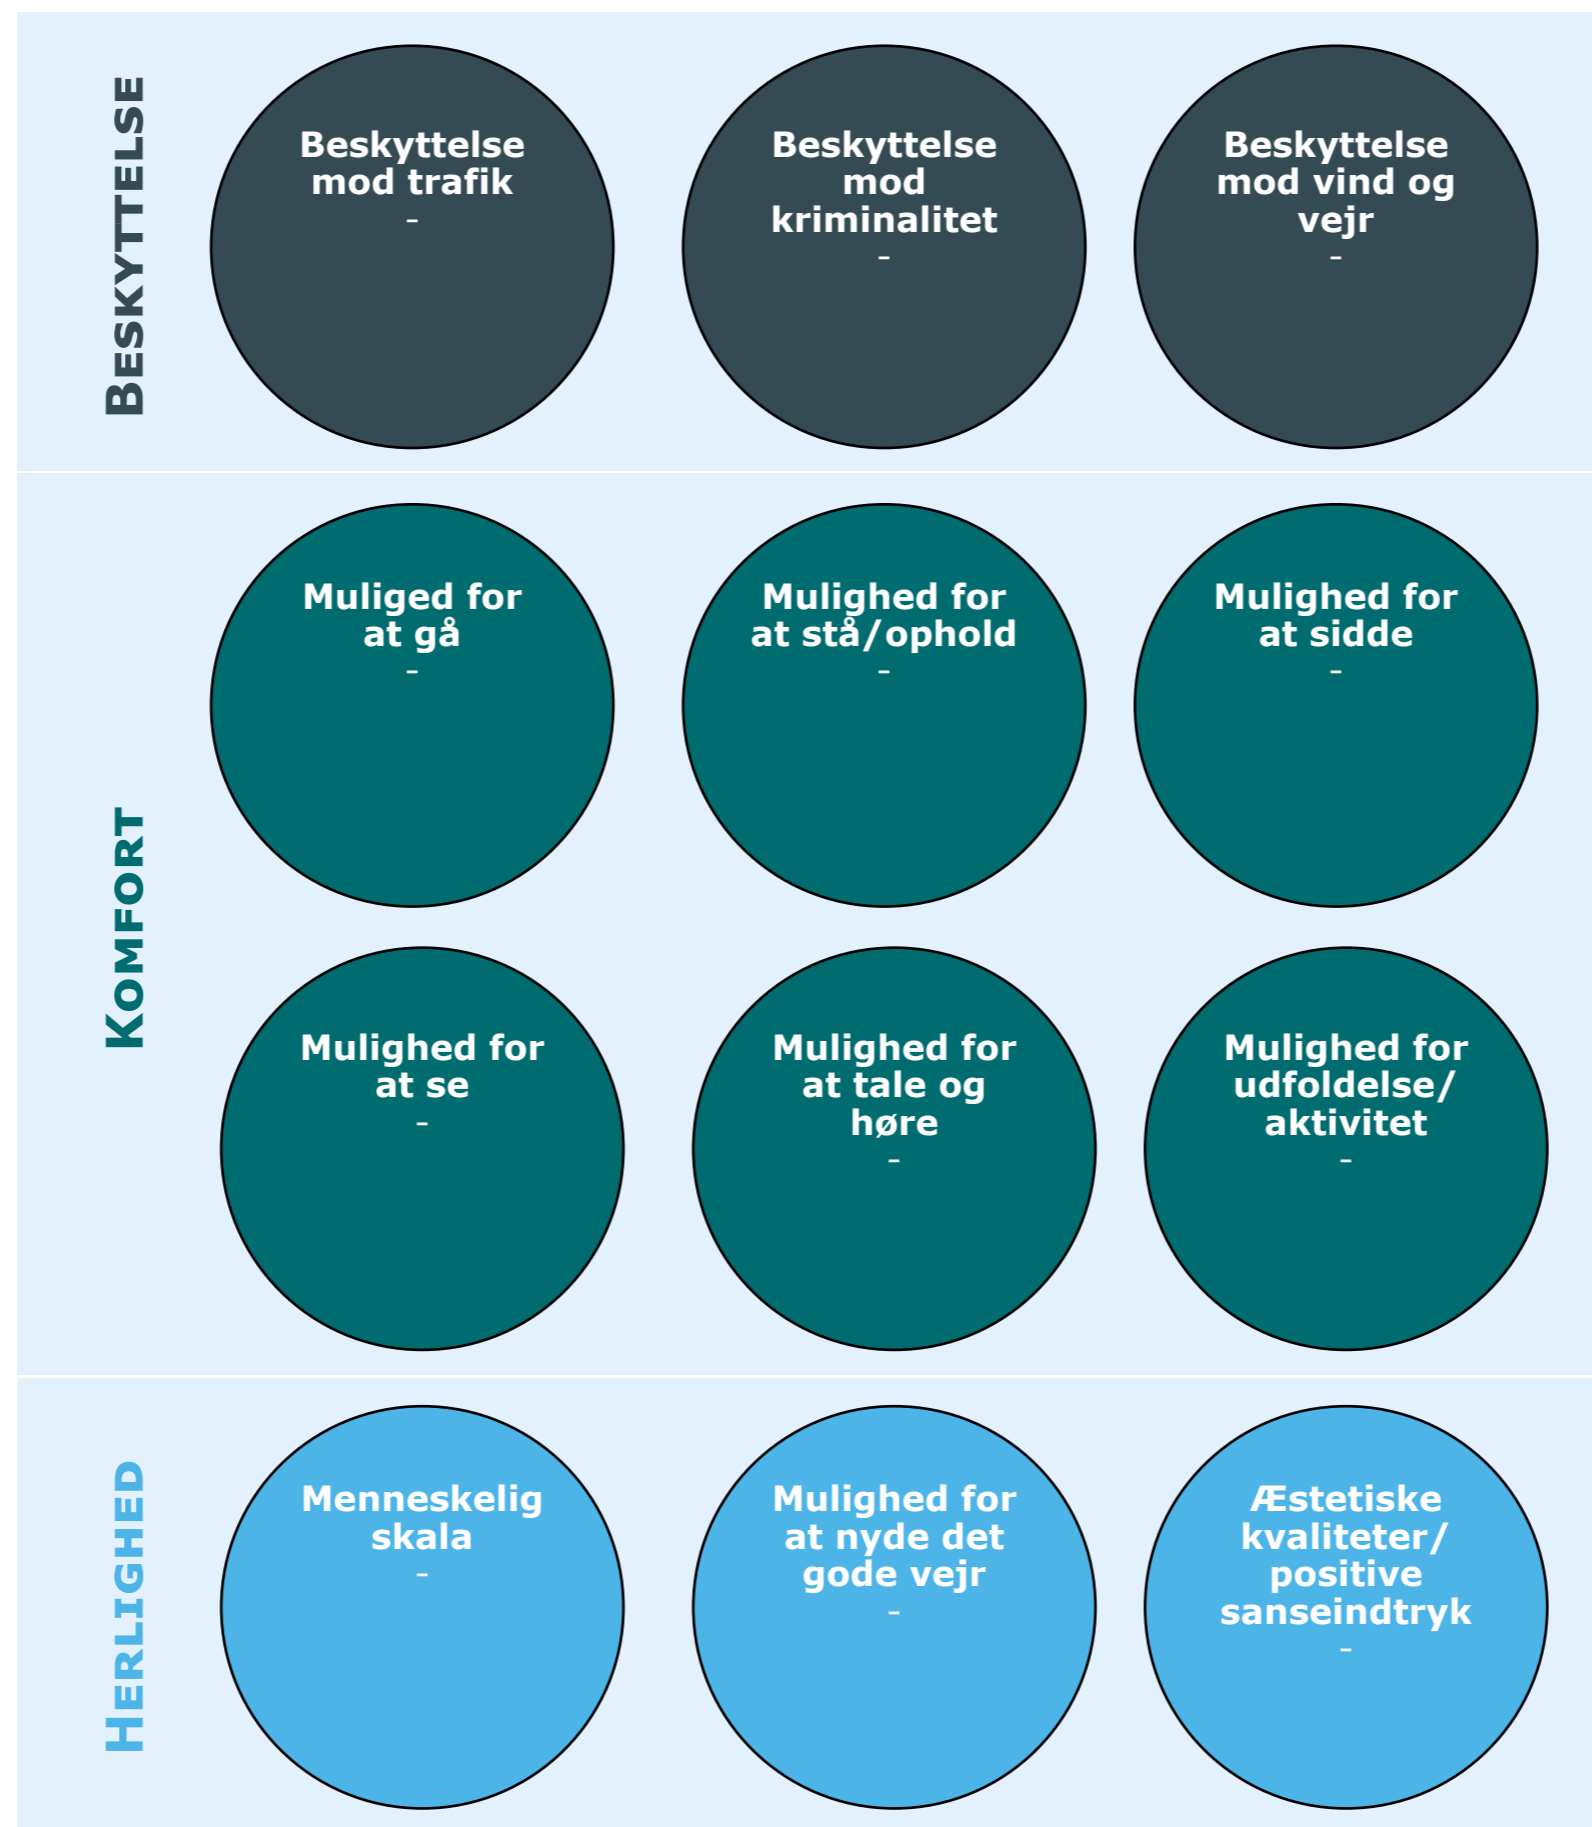 BESKYTTELSE
Beskyttelse
mod trafik
–
Beskyttelse
mod
kriminalitet
–
Beskyttelse
mod vind og
vejr
–
KOMFORT
Muliged for
at gå
–
Mulighed for
at stå/ophold
–
Mulighed for
at sidde
–
Mulighed for
at se
–
Mulighed for
at tale og
høre
–
Mulighed for
udfoldelse/
aktivitet
–
HERLIGHED
Menneskelig
skala
–
Mulighed for
at nyde det
gode vejr
–
Æstetiske
kvaliteter/
positive
sanseindtryk
–